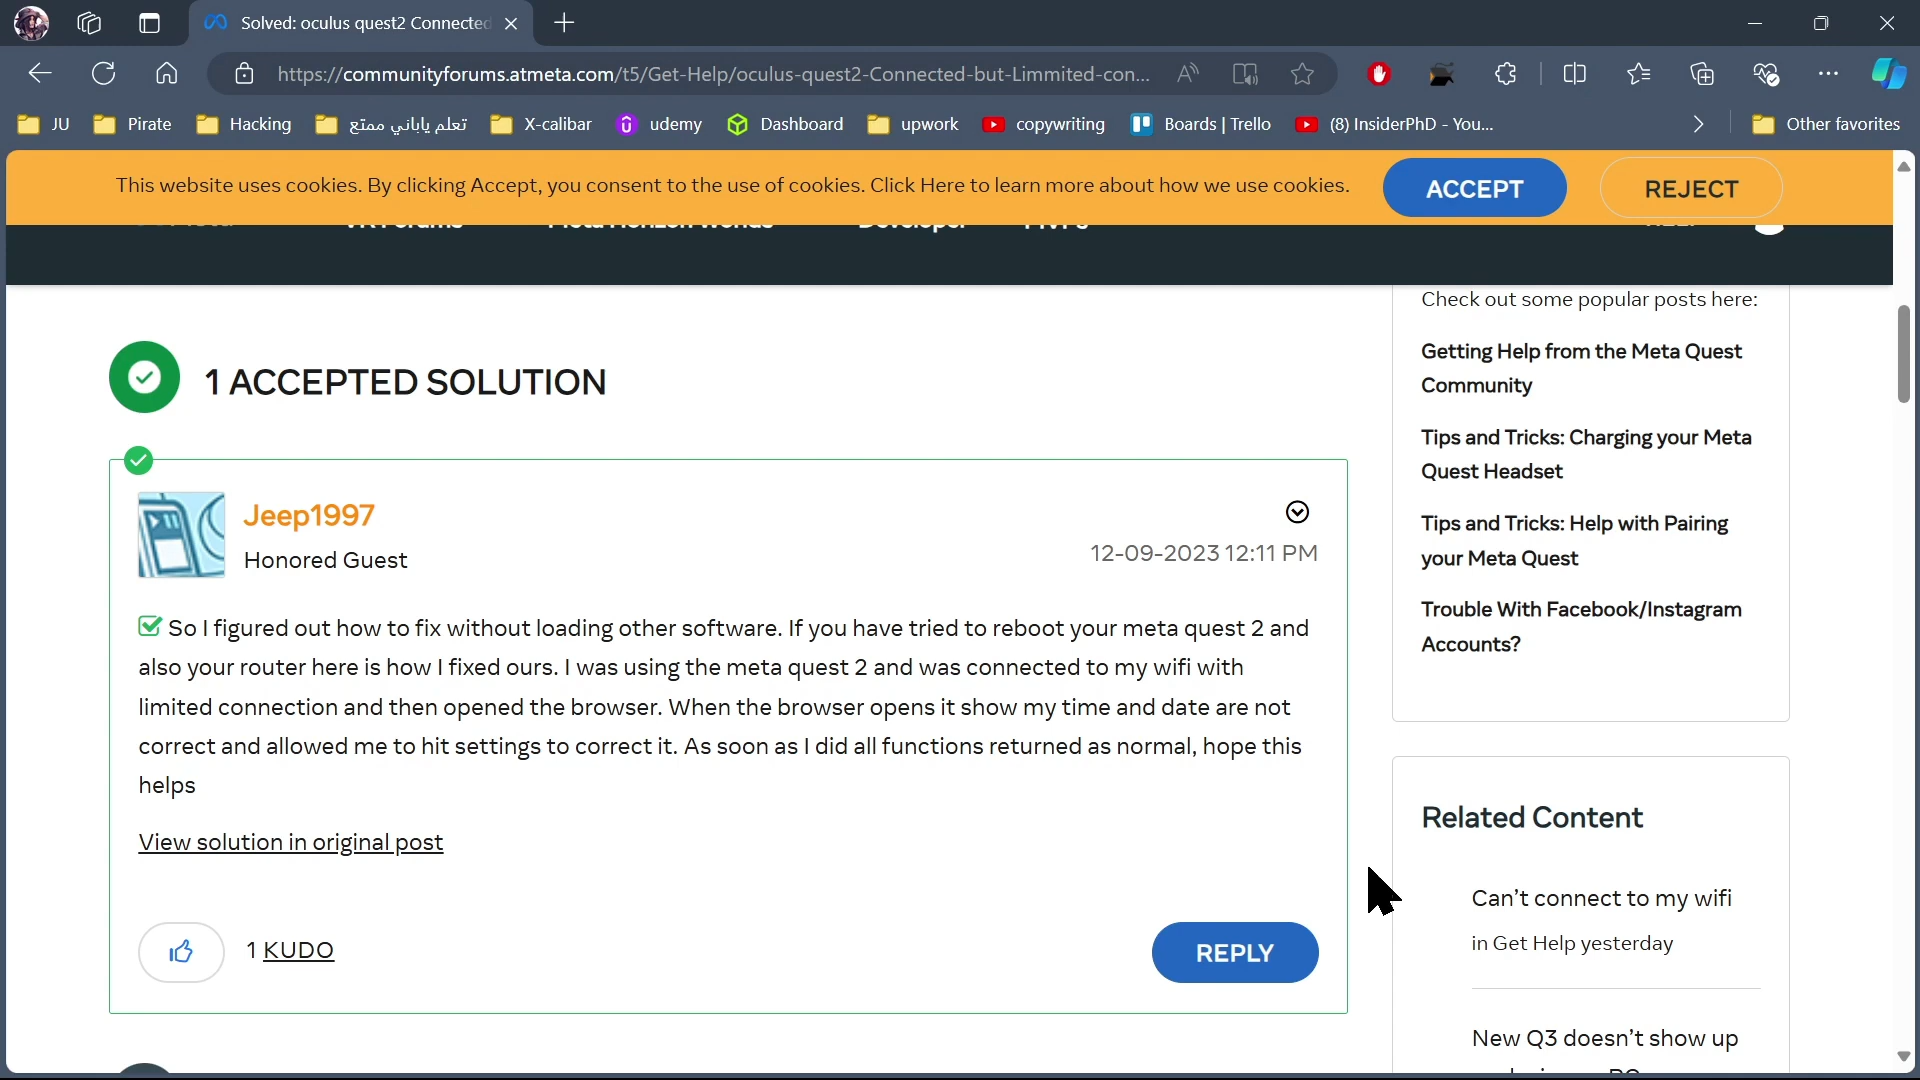 Solved: oculus quest2 Connected
https://communityforums.atmeta.com/t5/Get-Help/oculus-quest2-Connected-but-Limmited-con...
JU
Pirate
Hacking
تعلم ياباني ممتع
X-calibar
udemy
Dashboard
upwork
copywriting
Boards | Trello
(8) InsiderPhD - You...
Other favorites
This website uses cookies. By clicking Accept, you consent to the use of cookies. Click Here to learn more about how we use cookies.
ACCEPT
REJECT
VR Forums
Meta Horizon Worlds
Developer
1 ACCEPTED SOLUTION
Jeep1997
Honored Guest
12-09-2023 12:11 PM
So I figured out how to fix without loading other software. If you have tried to reboot your meta quest 2 and
also your router here is how I fixed ours. I was using the meta quest 2 and was connected to my wifi with
limited connection and then opened the browser. When the browser opens it show my time and date are not
correct and allowed me to hit settings to correct it. As soon as I did all functions returned as normal, hope this
helps
View solution in original post
1 KUDO
REPLY
Check out some popular posts here:
Getting Help from the Meta Quest
Community
Tips and Tricks: Charging your Meta
Quest Headset
Tips and Tricks: Help with Pairing
your Meta Quest
Trouble With Facebook/Instagram
Accounts?
Related Content
Can't connect to my wifi
in Get Help yesterday
New Q3 doesn't show up